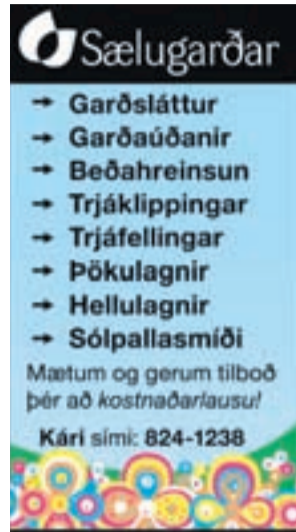 Sælugarðar
→ Garðsláttur
→ Garðaúðanir
→ Beðahreinsun
→ Trjáklippingar
→ Trjáfellingar
→ Þökulagnir
→ Hellulagnir
→ Sólpallasmíði
Mætum og gerum tilboð
þér að kostnaðarlausu!
Kári sími: 824-1238